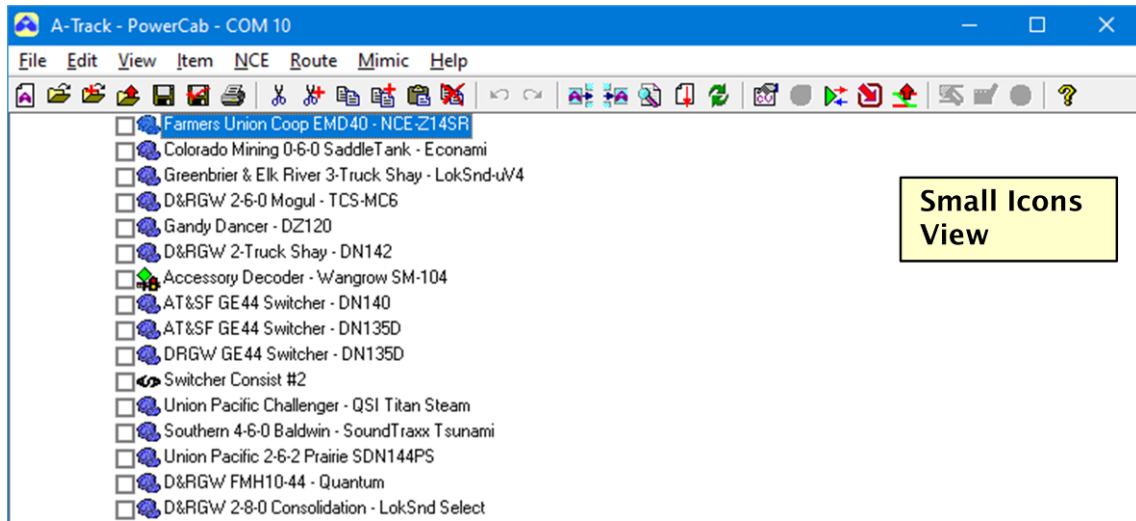 A-Track - PowerCab - COM 10
File Edit View Item NCE Route Mimic Help
Farmers Union Coop EMD40 - NCE-Z14SR
Colorado Mining 0-6-0 SaddleTank - Econami
Greenbrier & Elk River 3-Truck Shay - LokSnd-uV4
D&RGW 2-6-0 Mogul - TCS-MC6
Gandy Dancer - DZ120
D&RGW 2-Truck Shay - DN142
Accessory Decoder - Wangrow SM-104
AT&SF GE44 Switcher - DN140
AT&SF GE44 Switcher - DN135D
DRGW GE44 Switcher - DN135D
Switcher Consist #2
Union Pacific Challenger - QSI Titan Steam
Southern 4-6-0 Baldwin - SoundTraxx Tsunami
Union Pacific 2-6-2 Prairie SDN144PS
D&RGW FMH10-44 - Quantum
D&RGW 2-8-0 Consolidation - LokSnd Select
Small Icons
View